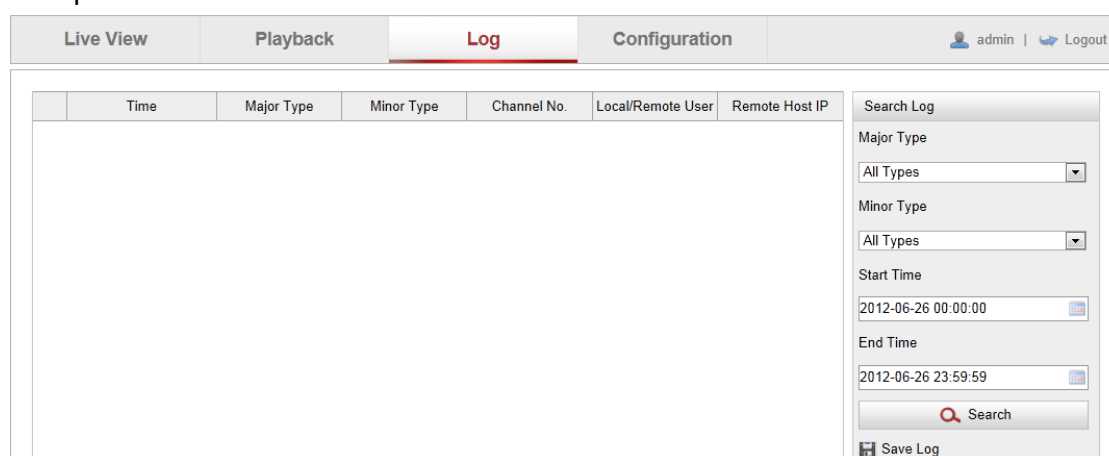 Live View Playback Log Configuration admin | Logout
Time Major Type Minor Type Channel No. Local/Remote User Remote Host IP
Search Log
Major Type
All Types
Minor Type
All Types
Start Time
2012-06-26 00:00:00
End Time
2012-06-26 23:59:59
Search
Save Log